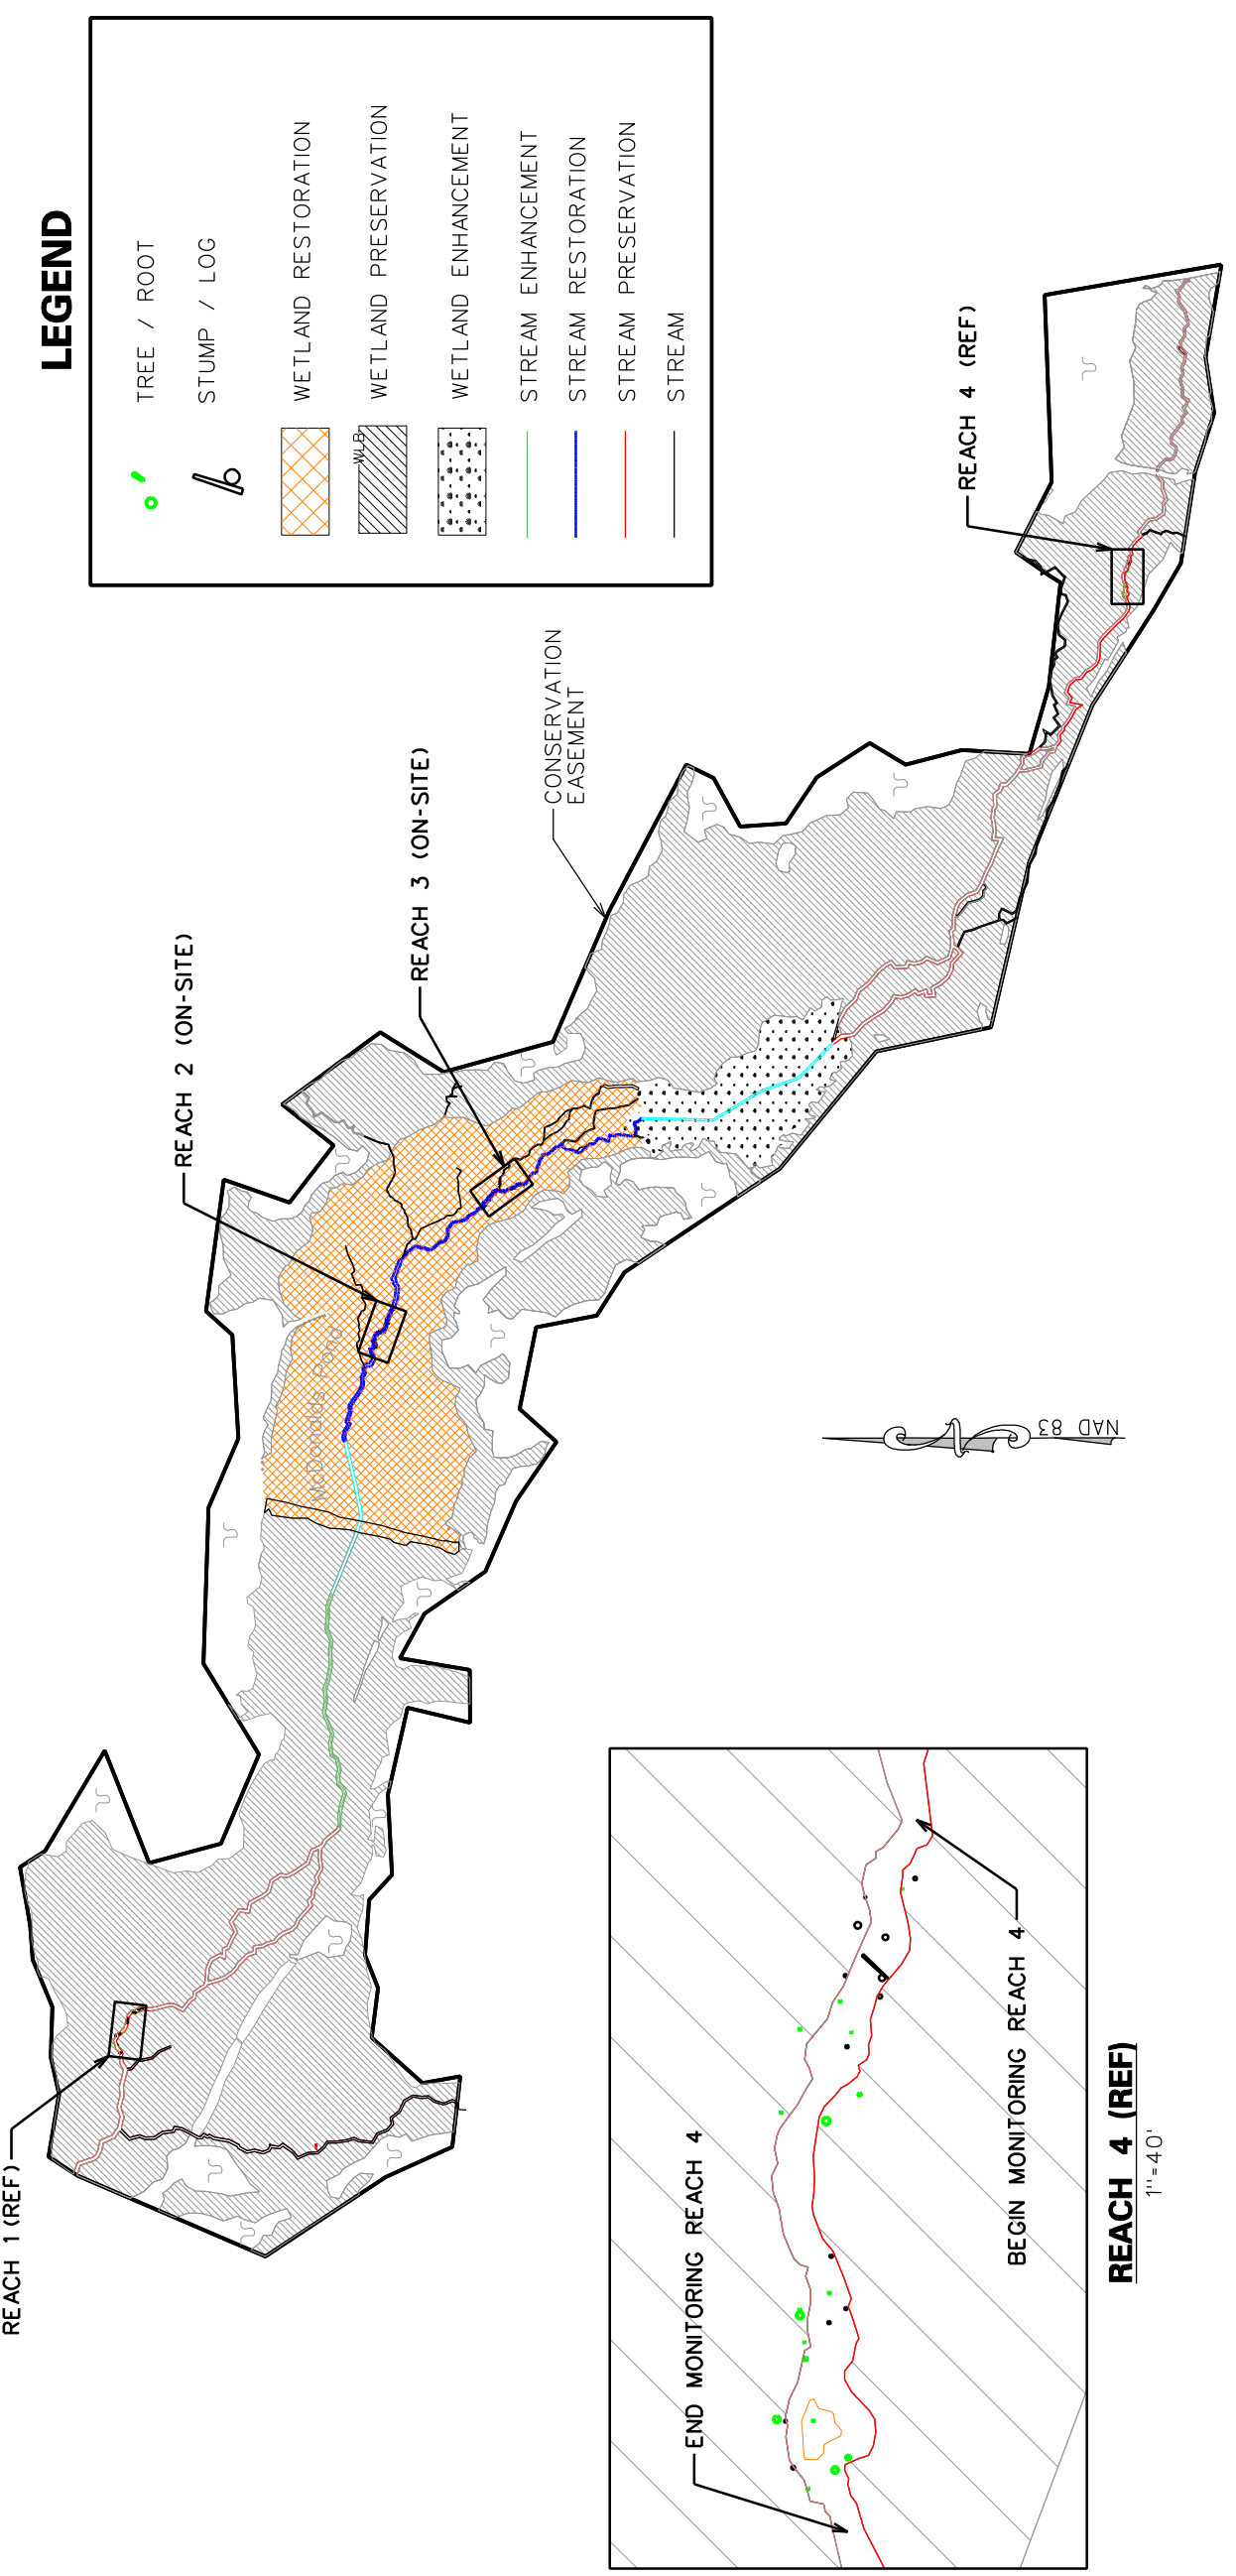 LEGEND
TREE / ROOT
STUMP / LOG
WETLAND RESTORATION
WLB
WETLAND PRESERVATION
WETLAND ENHANCEMENT
STREAM ENHANCEMENT
STREAM RESTORATION
STREAM PRESERVATION
STREAM
REACH 1 (REF)
REACH 2 (ON-SITE)
REACH 3 (ON-SITE)
CONSERVATION
EASEMENT
REACH 4 (REF)
McDonalds Pond
NAD 83
END MONITORING REACH 4
BEGIN MONITORING REACH 4
REACH 4 (REF)
1"=40'